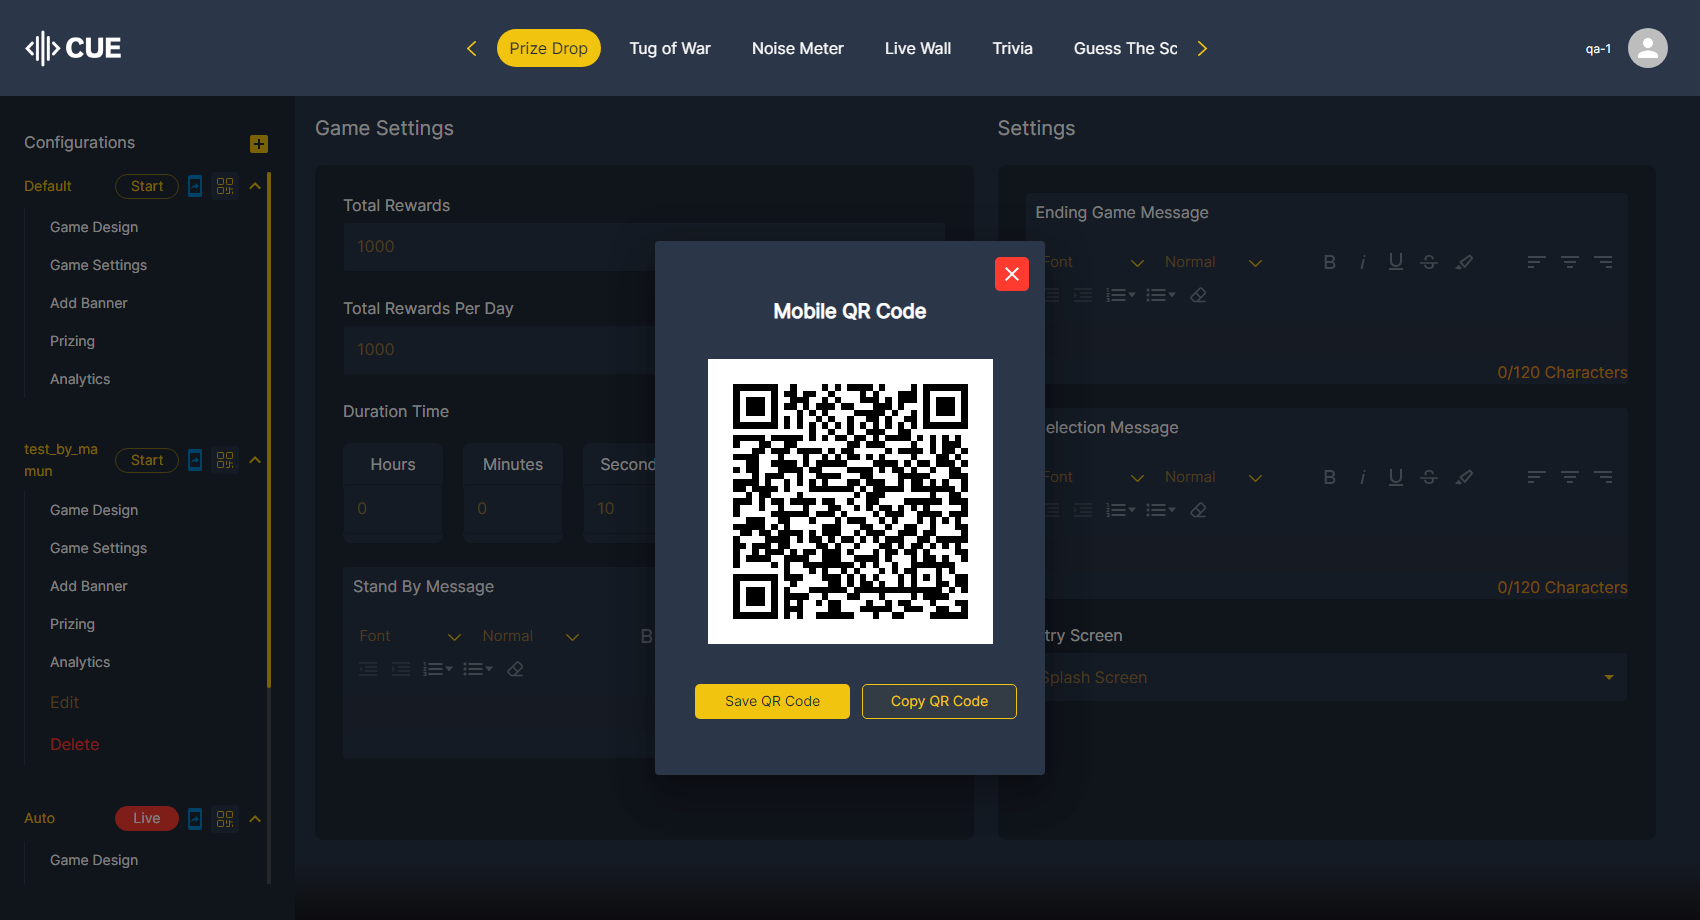 CUE
Prize Drop
Tug of War
Noise Meter
Live Wall
Trivia
Guess The Sc
qa-1
Configurations
Default
Start
Game Design
Game Settings
Add Banner
Prizing
Analytics
test_by_ma
mun
Start
Game Design
Game Settings
Add Banner
Prizing
Analytics
Edit
Delete
Auto
Live
Game Design
Game Settings
Total Rewards
1000
Total Rewards Per Day
1000
Duration Time
Hours
Minutes
Second
0
0
10
Stand By Message
Font
Normal
B
Mobile QR Code
Save QR Code
Copy QR Code
Settings
Ending Game Message
Font
Normal
B i U S
0/120 Characters
election Message
Font
Normal
B i U S
0/120 Characters
try Screen
Splash Screen